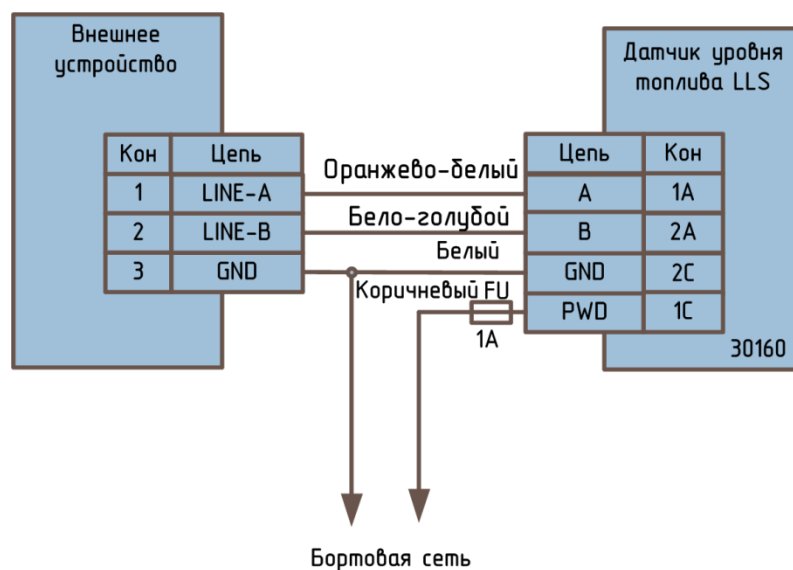 Внешнее
устройство
Датчик уровня
топлива LLS
Кон Цепь
1 LINE-A
2 LINE-B
3 GND
Оранжево-белый
Бело-голубой
Белый
Коричневый FU
1А
Цепь Кон
A 1A
B 2A
GND 2C
PWD 1C
30160
Бортовая сеть